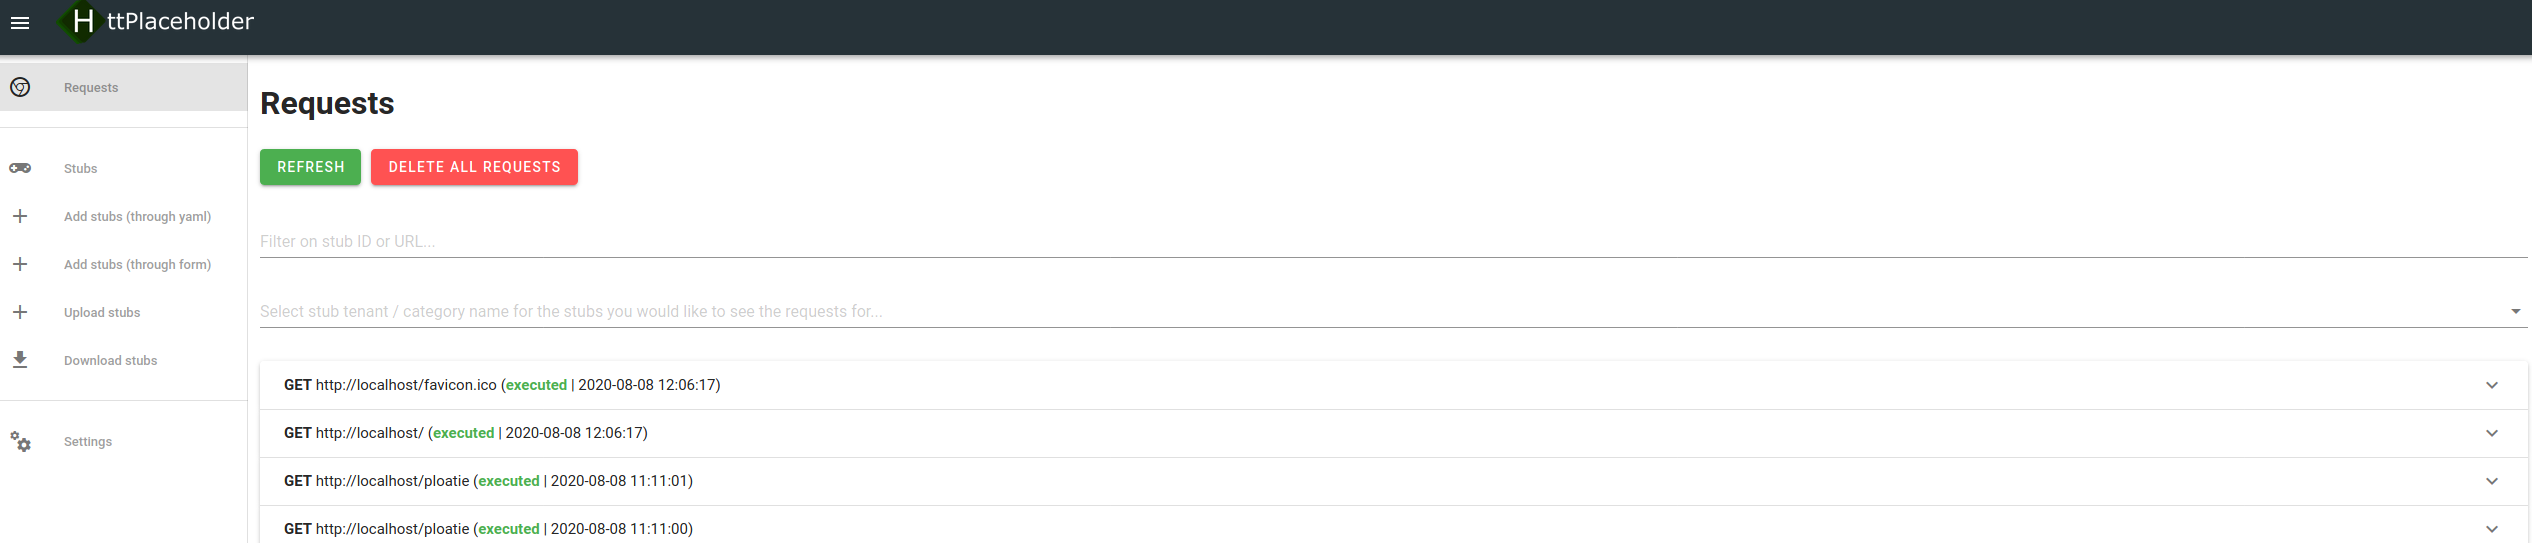 HttPlaceholder
Requests
Stubs
Add stubs (through yaml)
Add stubs (through form)
Upload stubs
Download stubs
Settings
Requests
REFRESH DELETE ALL REQUESTS
Filter on stub ID or URL...
Select stub tenant / category name for the stubs you would like to see the requests for...
GET http://localhost/favicon.ico (executed | 2020-08-08 12:06:17)
GET http://localhost/ (executed | 2020-08-08 12:06:17)
GET http://localhost/ploatie (executed | 2020-08-08 11:11:01)
GET http://localhost/ploatie (executed | 2020-08-08 11:11:00)